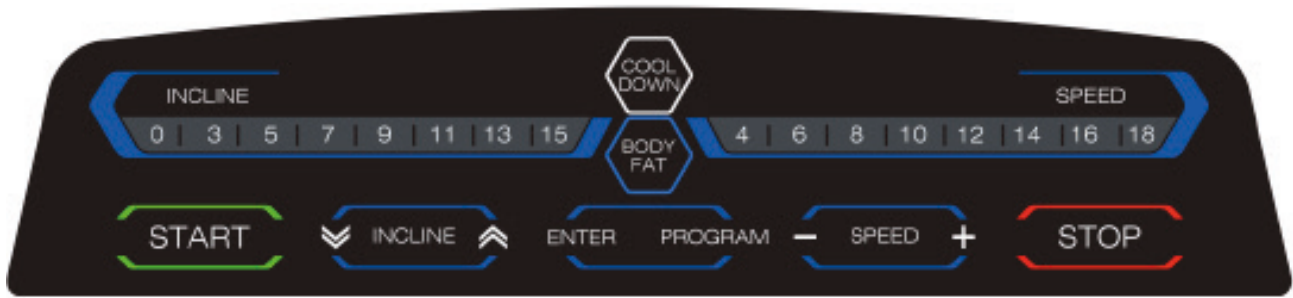 COOL
DOWN
INCLINE
SPEED
0 | 3 | 5 | 7 | 9 | 11 | 13 | 15
4 | 6 | 8 | 10 | 12 | 14 | 16 | 18
BODY
FAT
START
INCLINE
ENTER PROGRAM
− SPEED +
STOP